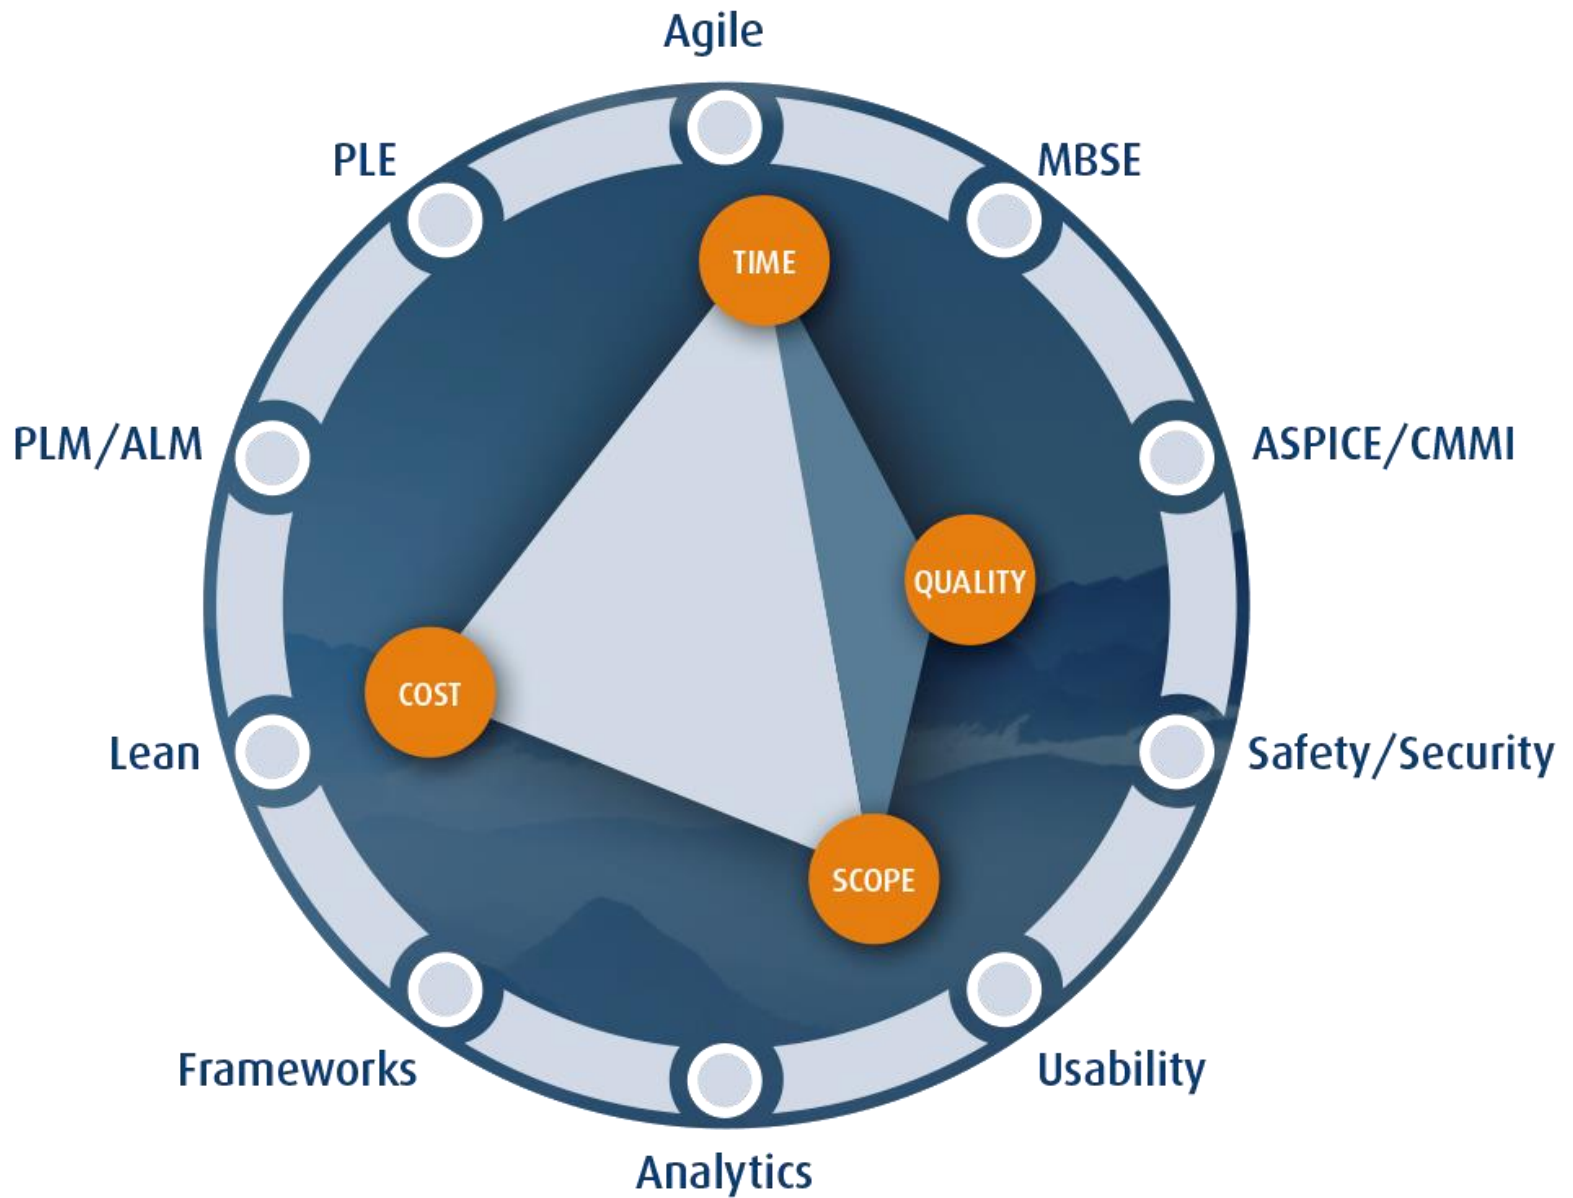 Agile
PLE
MBSE
TIME
PLM/ALM
ASPICE/CMMI
QUALITY
COST
Lean
Safety/Security
SCOPE
Frameworks
Usability
Analytics